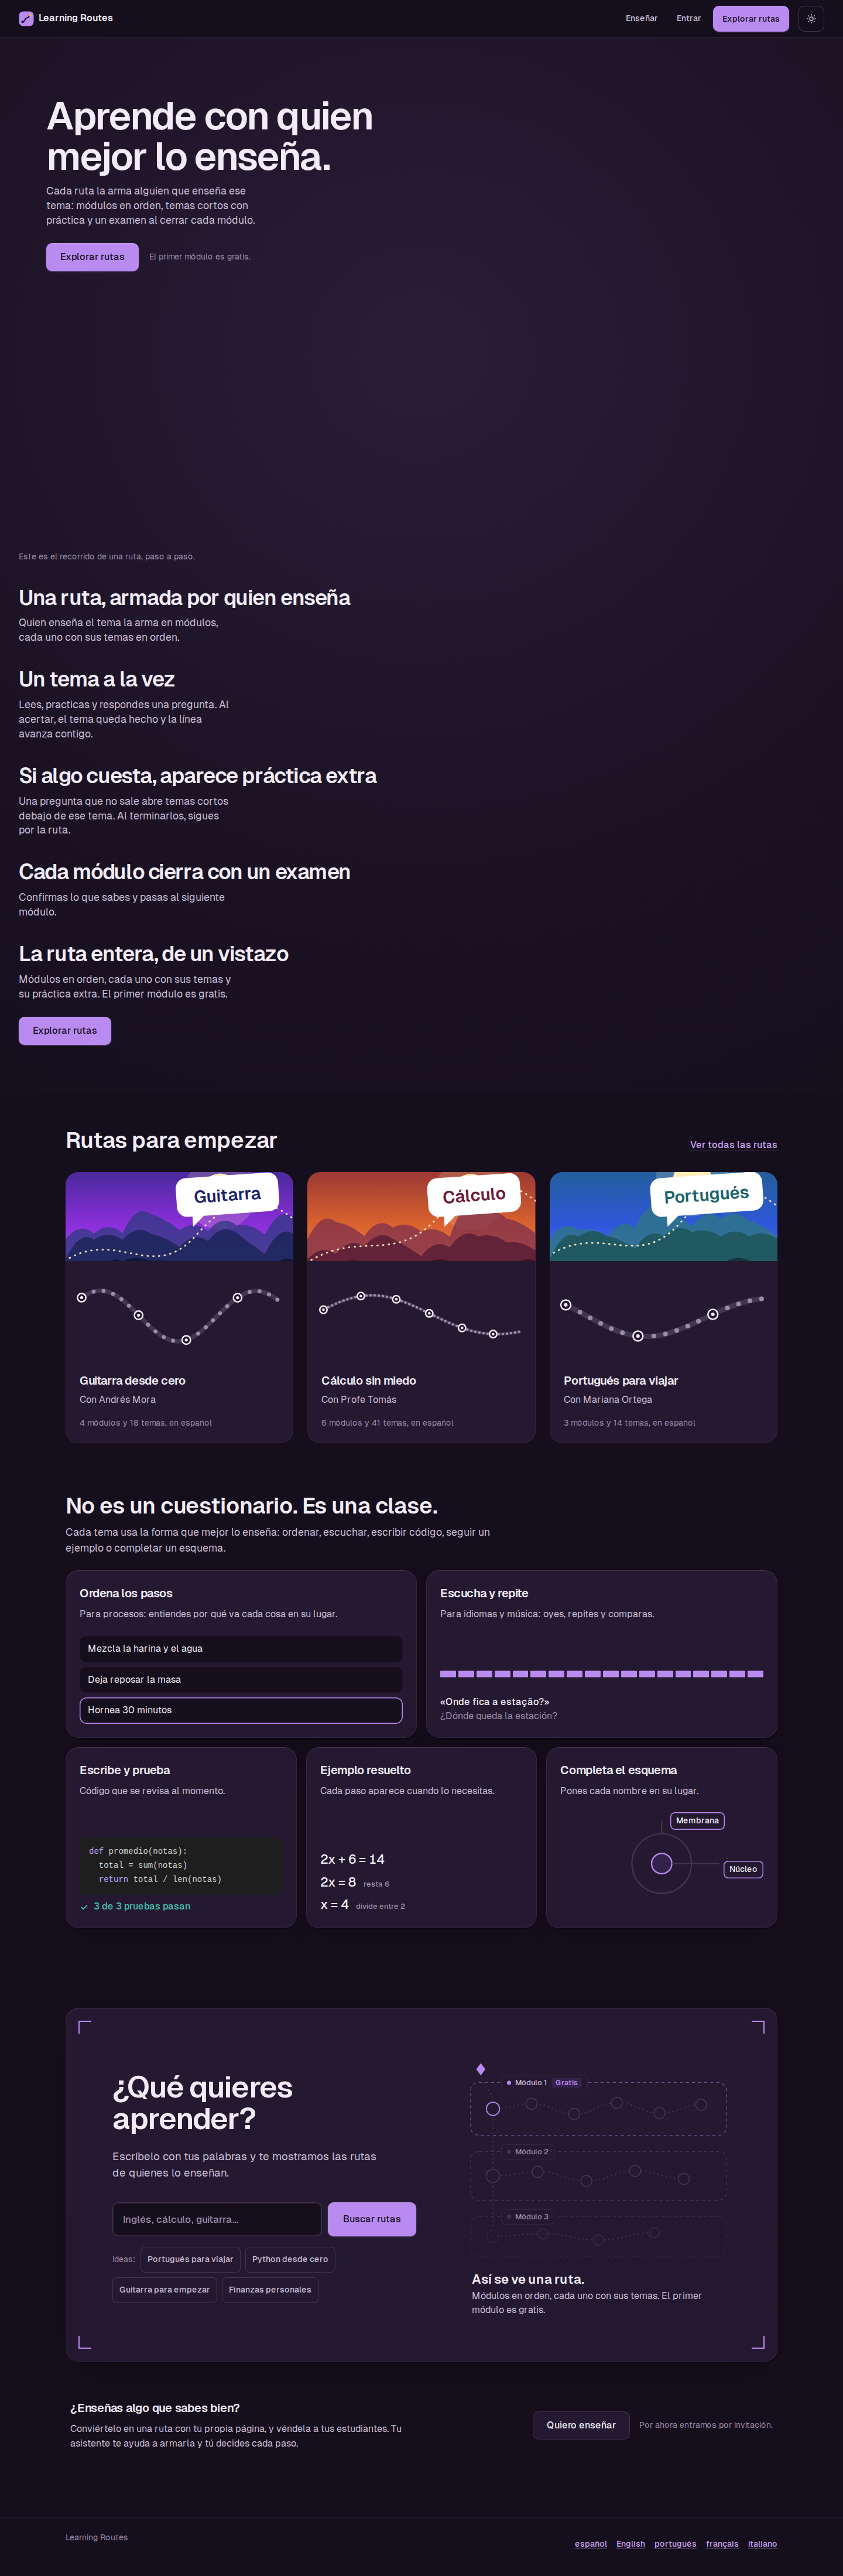 Learning Routes
Enseñar
Entrar
Explorar rutas
Aprende con quien
mejor lo enseña.
Cada ruta la arma alguien que enseña ese
tema: módulos en orden, temas cortos con
práctica y un examen al cerrar cada módulo.
Explorar rutas
El primer módulo es gratis.
Este es el recorrido de una ruta, paso a paso.
Una ruta, armada por quien enseña
Quien enseña el tema la arma en módulos,
cada uno con sus temas en orden.
Un tema a la vez
Lees, practicas y respondes una pregunta. Al
acertar, el tema queda hecho y la línea
avanza contigo.
Si algo cuesta, aparece práctica extra
Una pregunta que no sale abre temas cortos
debajo de ese tema. Al terminarlos, sigues
por la ruta.
Cada módulo cierra con un examen
Confirmas lo que sabes y pasas al siguiente
módulo.
La ruta entera, de un vistazo
Módulos en orden, cada uno con sus temas y
su práctica extra. El primer módulo es gratis.
Explorar rutas
Rutas para empezar
Ver todas las rutas
Guitarra
Guitarra desde cero
Con Andrés Mora
4 módulos y 18 temas, en español
Cálculo
Cálculo sin miedo
Con Profe Tomás
6 módulos y 41 temas, en español
Portugués
Portugués para viajar
Con Mariana Ortega
3 módulos y 14 temas, en español
No es un cuestionario. Es una clase.
Cada tema usa la forma que mejor lo enseña: ordenar, escuchar, escribir código, seguir un
ejemplo o completar un esquema.
Ordena los pasos
Para procesos: entiendes por qué va cada cosa en su lugar.
Mezcla la harina y el agua
Deja reposar la masa
Hornea 30 minutos
Escucha y repite
Para idiomas y música: oyes, repites y comparas.
«Onde fica a estação?»
¿Dónde queda la estación?
Escribe y prueba
Código que se revisa al momento.
def promedio(notas):
total = sum(notas)
return total / len(notas)
3 de 3 pruebas pasan
Ejemplo resuelto
Cada paso aparece cuando lo necesitas.
2x + 6 = 14
2x = 8 resta 6
x = 4 divide entre 2
Completa el esquema
Pones cada nombre en su lugar.
Membrana
Núcleo
¿Qué quieres
aprender?
Escríbelo con tus palabras y te mostramos las rutas
de quienes lo enseñan.
Inglés, cálculo, guitarra...
Buscar rutas
Ideas:
Portugués para viajar
Python desde cero
Guitarra para empezar
Finanzas personales
Módulo 1 Gratis
Módulo 2
Módulo 3
Así se ve una ruta.
Módulos en orden, cada uno con sus temas. El primer
módulo es gratis.
¿Enseñas algo que sabes bien?
Conviértelo en una ruta con tu propia página, y véndela a tus estudiantes. Tu
asistente te ayuda a armarla y tú decides cada paso.
Quiero enseñar
Por ahora entramos por invitación.
Learning Routes
español
English
português
français
italiano